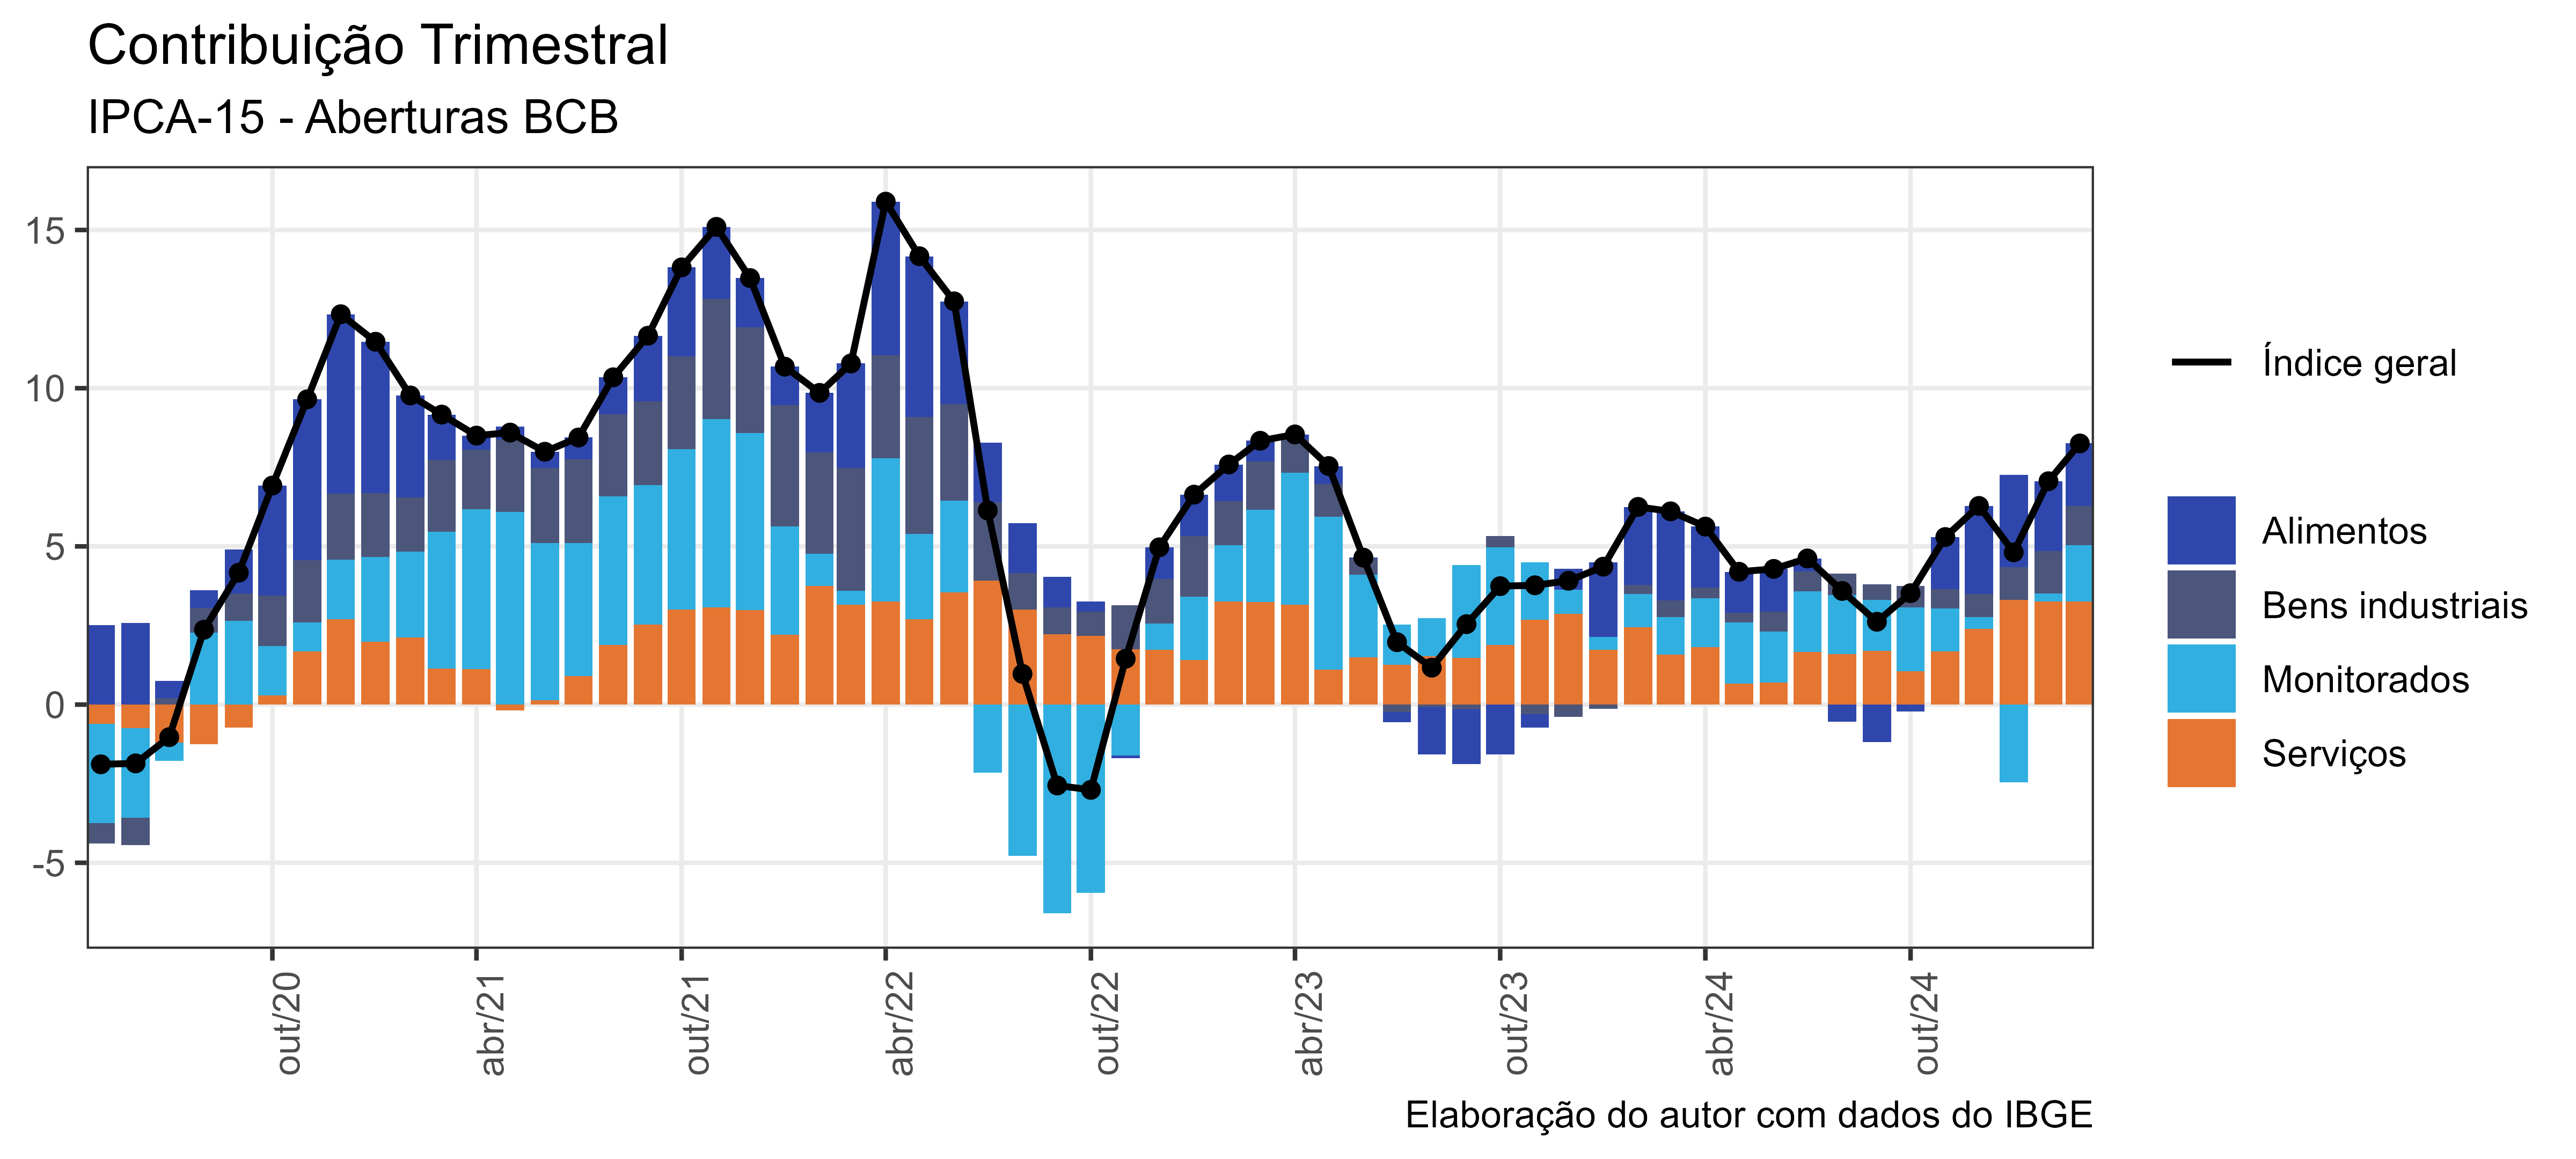 Contribuição Trimestral
IPCA-15 - Aberturas BCB
15
10
5
0
-5
out/20
abr/21
out/21
abr/22
out/22
abr/23
out/23
abr/24
out/24
Índice geral
Alimentos
Bens industriais
Monitorados
Serviços
Elaboração do autor com dados do IBGE